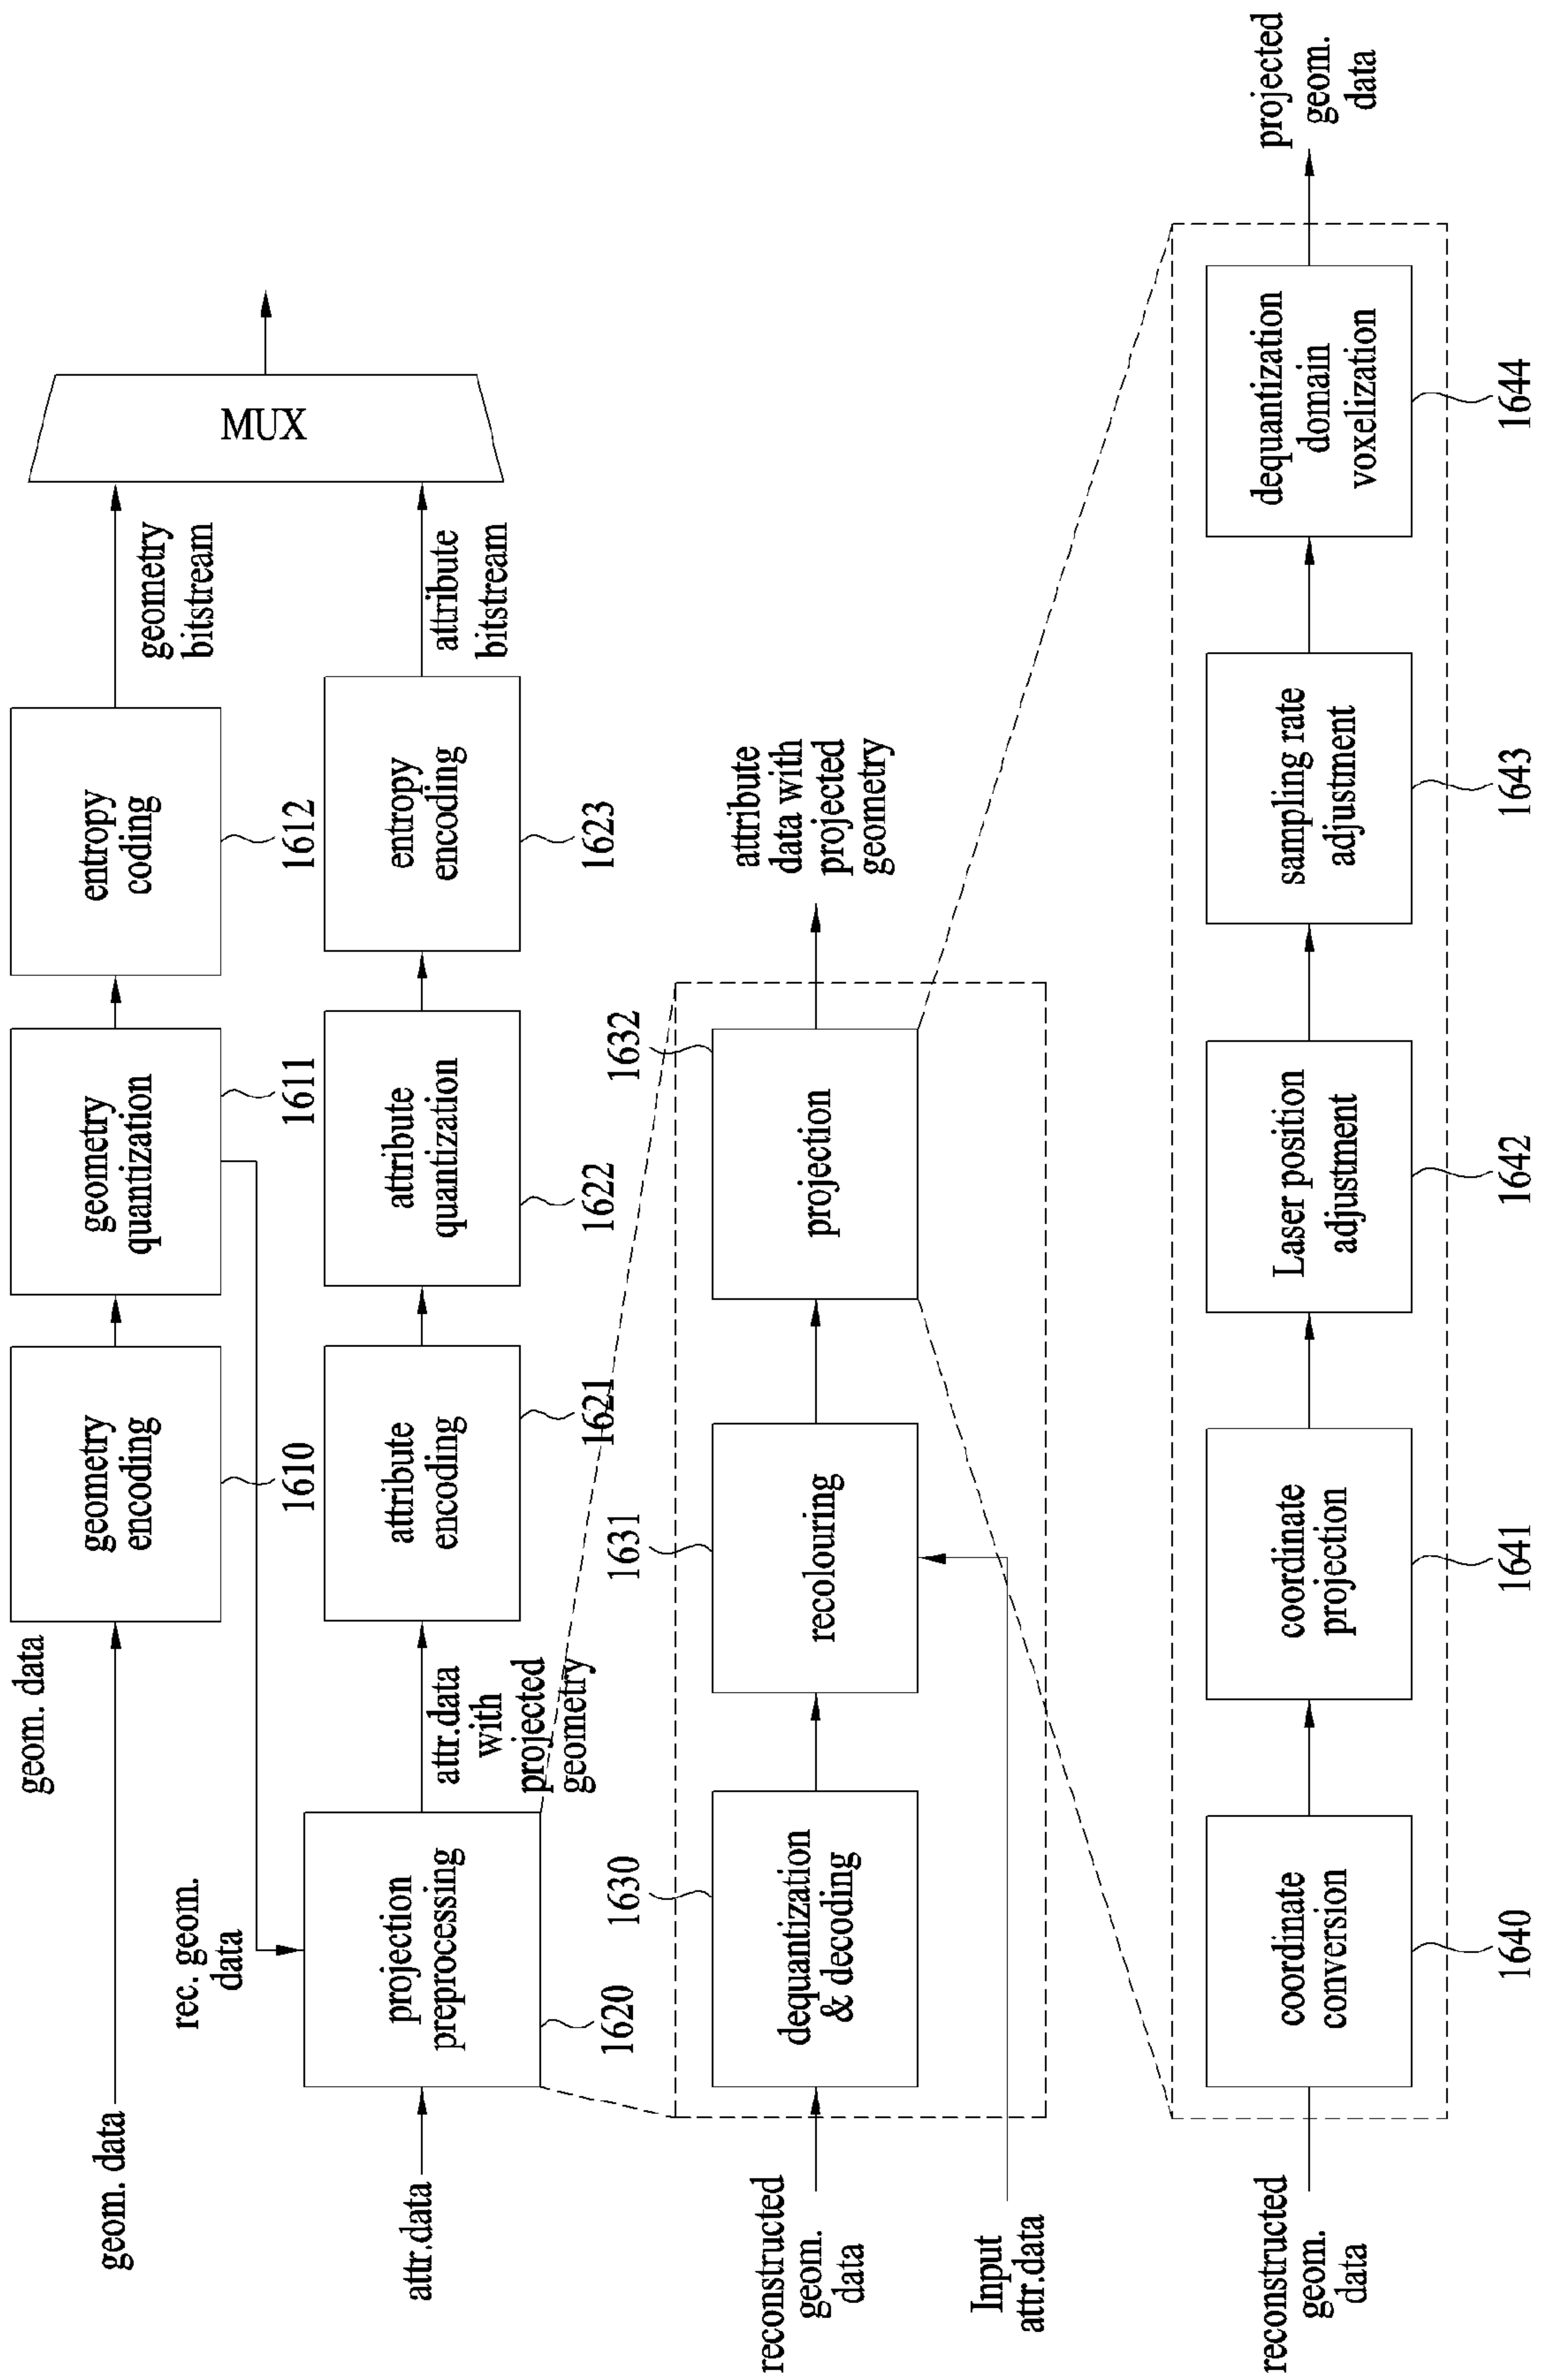 geom. data
geom. data
geometry
encoding
1610
geometry
quantization
1611
entropy
coding
1612
geometry
bitstream
MUX
rec. geom.
data
attr.data
projection
preprocessing
1620
attr.data
with
projected
geometry
attribute
encoding
1621
attribute
quantization
1622
entropy
encoding
1623
attribute
bitstream
reconstructed
geom.
data
Input
attr.data
dequantization
& decoding
1630
recolouring
1631
projection
1632
attribute
data with
projected
geometry
reconstructed
geom.
data
coordinate
conversion
1640
coordinate
projection
1641
Laser position
adjustment
1642
sampling rate
adjustment
1643
dequantization
domain
voxelization
1644
projected
geom.
data